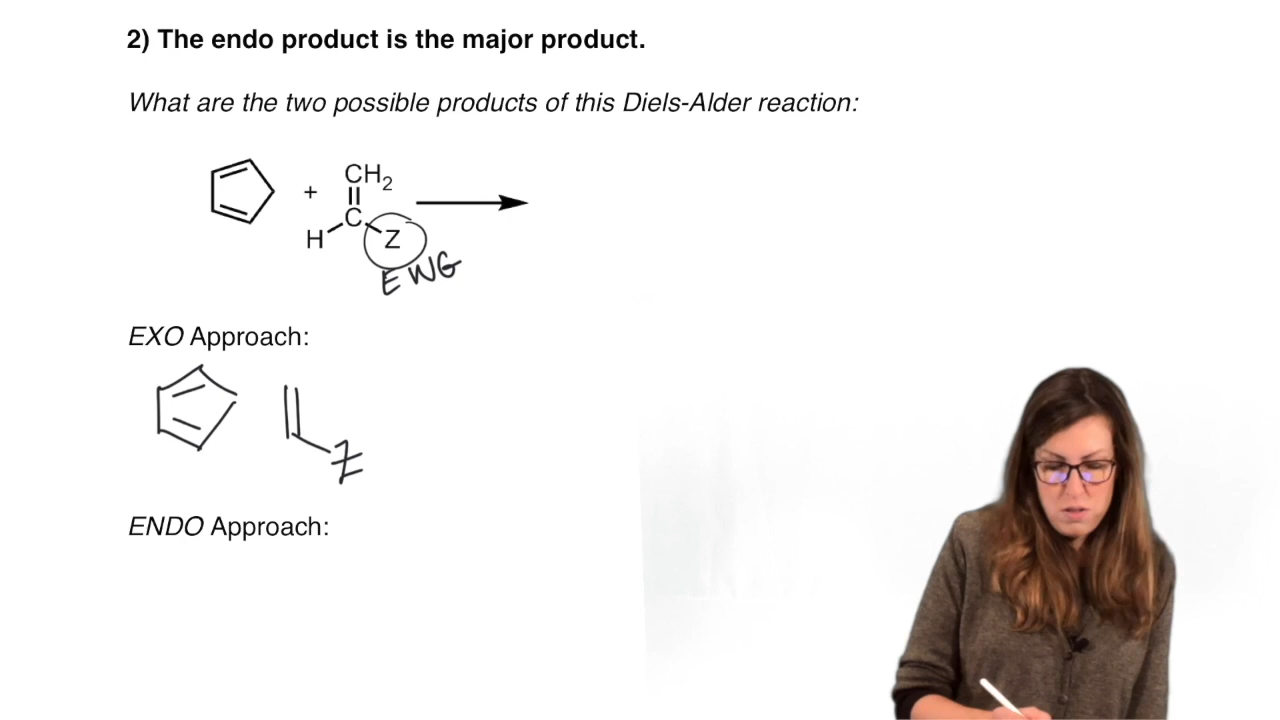 2) The endo product is the major product.
What are the two possible products of this Diels-Alder reaction:
CH2
+
C
H Z
EWG
EXO Approach:
Z
ENDO Approach: